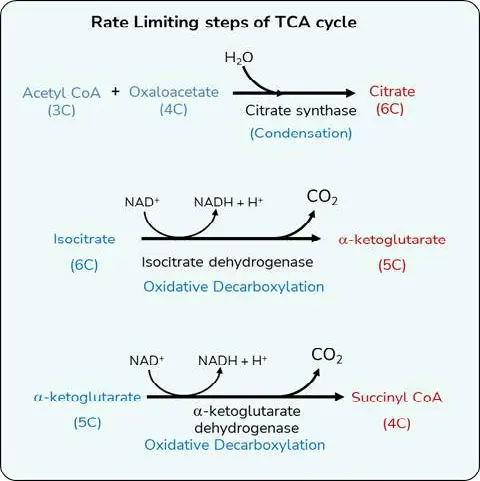 Rate Limiting steps of TCA cycle
H₂O
Acetyl CoA + Oxaloacetate Citrate
(3C) (4C) Citrate synthase (6C)
(Condensation)
NAD⁺ NADH + H⁺ CO₂
Isocitrate α-ketoglutarate
(6C) Isocitrate dehydrogenase (5C)
Oxidative Decarboxylation
NAD⁺ NADH + H⁺ CO₂
α-ketoglutarate Succinyl CoA
(5C) α-ketoglutarate (4C)
dehydrogenase
Oxidative Decarboxylation